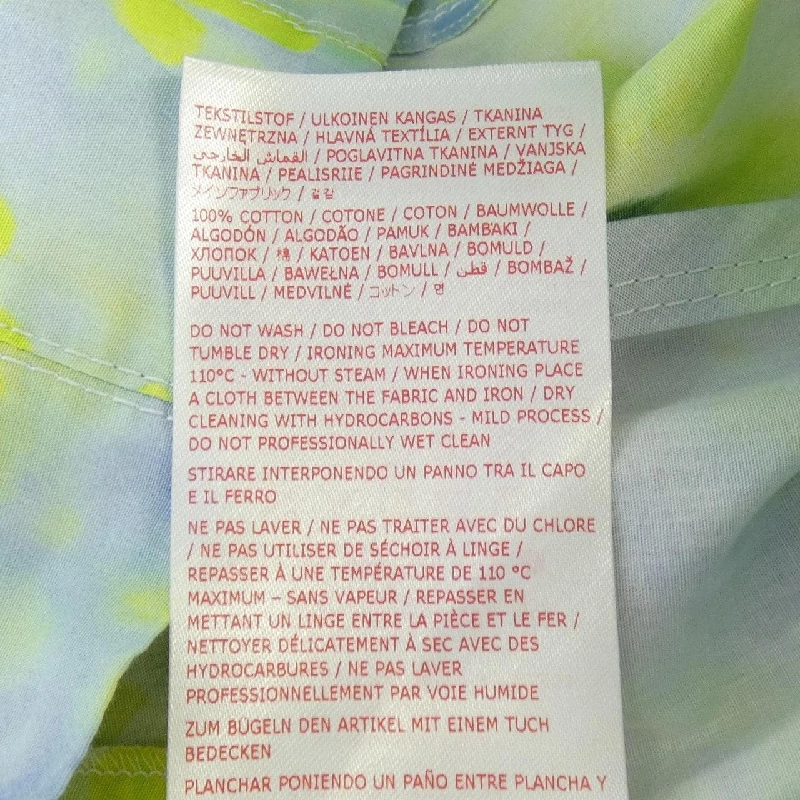 TEKSTILSTOF / ULKOINEN KANGAS / TKANINA
ZEWNĘTRZNA / HLAVNÁ TEXTÍLIA / EXTERNT TYG /
القماش الخارجي / POGLAVITNA TKANINA / VANJSKA
TKANINA / PEALISRIIE / PAGRINDINĖ MEDŽIAGA /
メインファブリック / 겉감
100% COTTON / COTONE / COTON / BAUMWOLLE /
ALGODÓN / ALGODÃO / PAMUK / BAMBAKI /
ХЛОПОК / 棉 / KATOEN / BAVLNA / BOMULD /
PUUVILLA / BAWEŁNA / BOMULL / قطن / BOMBAŽ /
PUUVILL / MEDVILNĖ / コットン / 면
DO NOT WASH / DO NOT BLEACH / DO NOT
TUMBLE DRY / IRONING MAXIMUM TEMPERATURE
110°C - WITHOUT STEAM / WHEN IRONING PLACE
A CLOTH BETWEEN THE FABRIC AND IRON / DRY
CLEANING WITH HYDROCARBONS - MILD PROCESS /
DO NOT PROFESSIONALLY WET CLEAN
STIRARE INTERPONENDO UN PANNO TRA IL CAPO
E IL FERRO
NE PAS LAVER / NE PAS TRAITER AVEC DU CHLORE
/ NE PAS UTILISER DE SÉCHOIR À LINGE /
REPASSER À UNE TEMPÉRATURE DE 110 °C
MAXIMUM – SANS VAPEUR / REPASSER EN
METTANT UN LINGE ENTRE LA PIÈCE ET LE FER /
NETTOYER DÉLICATEMENT À SEC AVEC DES
HYDROCARBURES / NE PAS LAVER
PROFESSIONNELLEMENT PAR VOIE HUMIDE
ZUM BÜGELN DEN ARTIKEL MIT EINEM TUCH
BEDECKEN
PLANCHAR PONIENDO UN PAÑO ENTRE PLANCHA Y